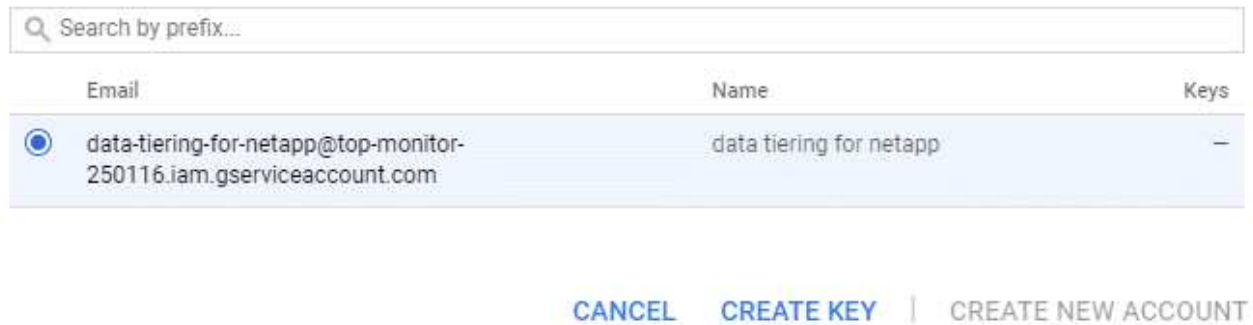 Search by prefix...
Email Name Keys
data-tiering-for-netapp@top-monitor- data tiering for netapp –
250116.iam.gserviceaccount.com
CANCEL CREATE KEY | CREATE NEW ACCOUNT